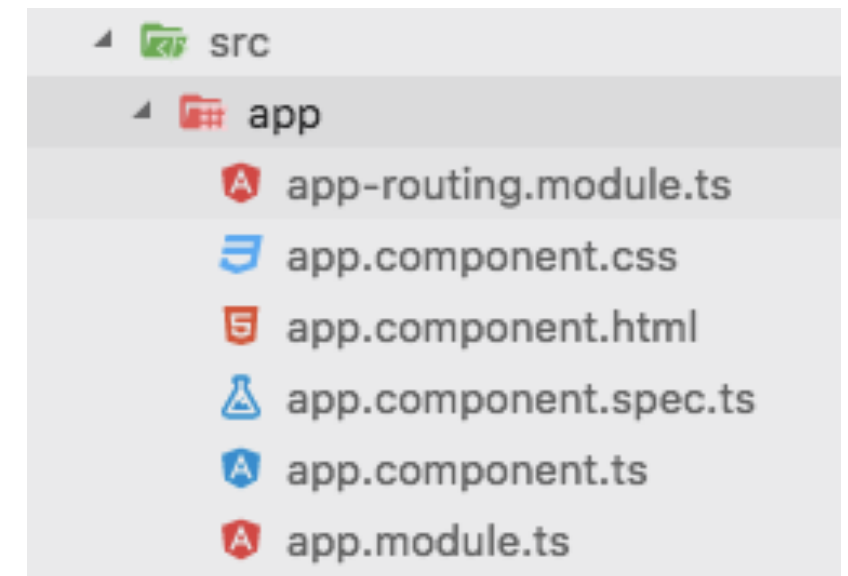 src
app
app-routing.module.ts
app.component.css
app.component.html
app.component.spec.ts
app.component.ts
app.module.ts